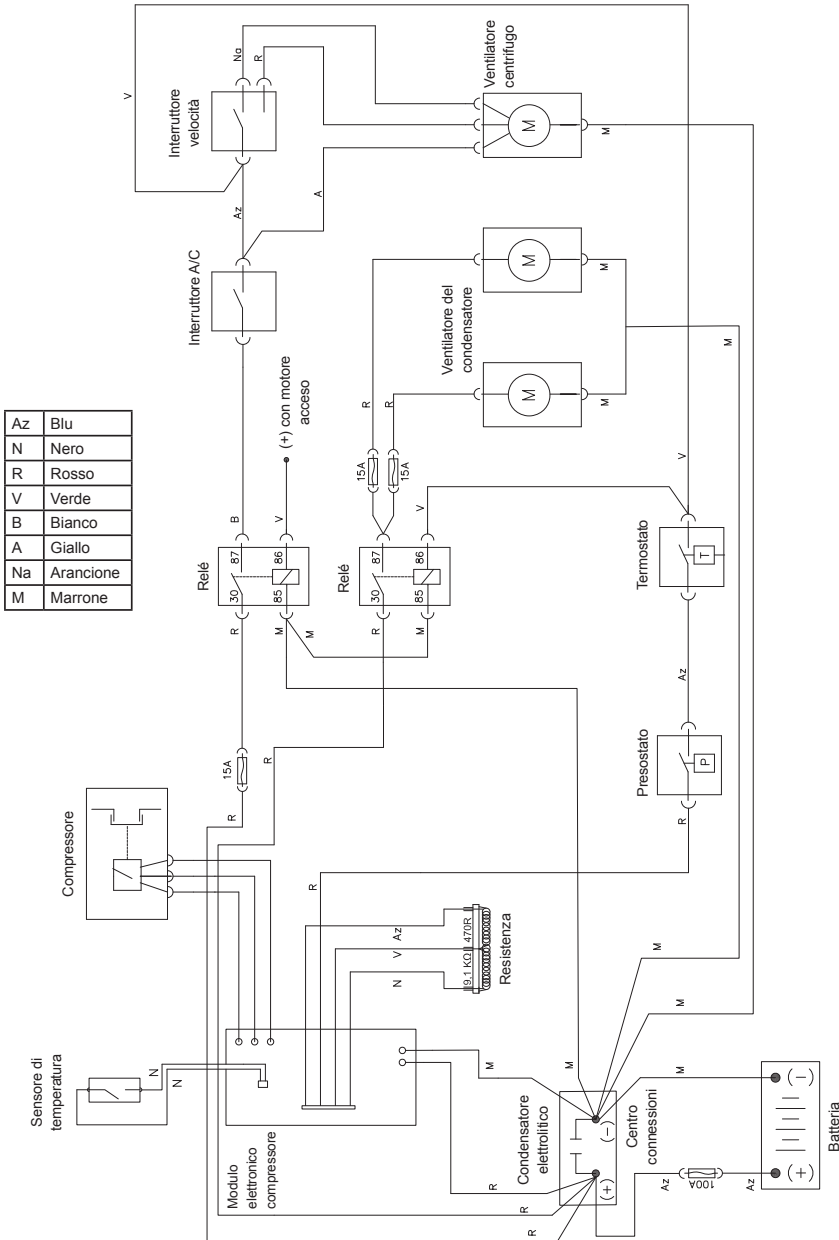 V
Na
R
Interruttore
velocità
Ventilatore
centrifugo
M
M
Az
A
Interruttore A/C
M
M
Ventilatore del
condensatore
M
M
M
R
R
15A
15A
Az Blu
N Nero
R Rosso
V Verde
B Bianco
A Giallo
Na Arancione
M Marrone
(+) con motore
acceso
B
V
Relé
87
86
30
85
R
M
M
Relé
87
86
30
85
R
M
V
V
Termostato
T
Az
Presostato
P
R
15A
R
R
Compressore
R
Az
V
N
9,1 KΩ
470R
Resistenza
Sensore di
temperatura
N
N
Modulo
elettronico
compressore
M
R
R
R
M
M
M
Condensatore
elettrolitico
(+)
(-)
Centro
connessioni
M
Az
100A
Az
(+)
(-)
Batteria